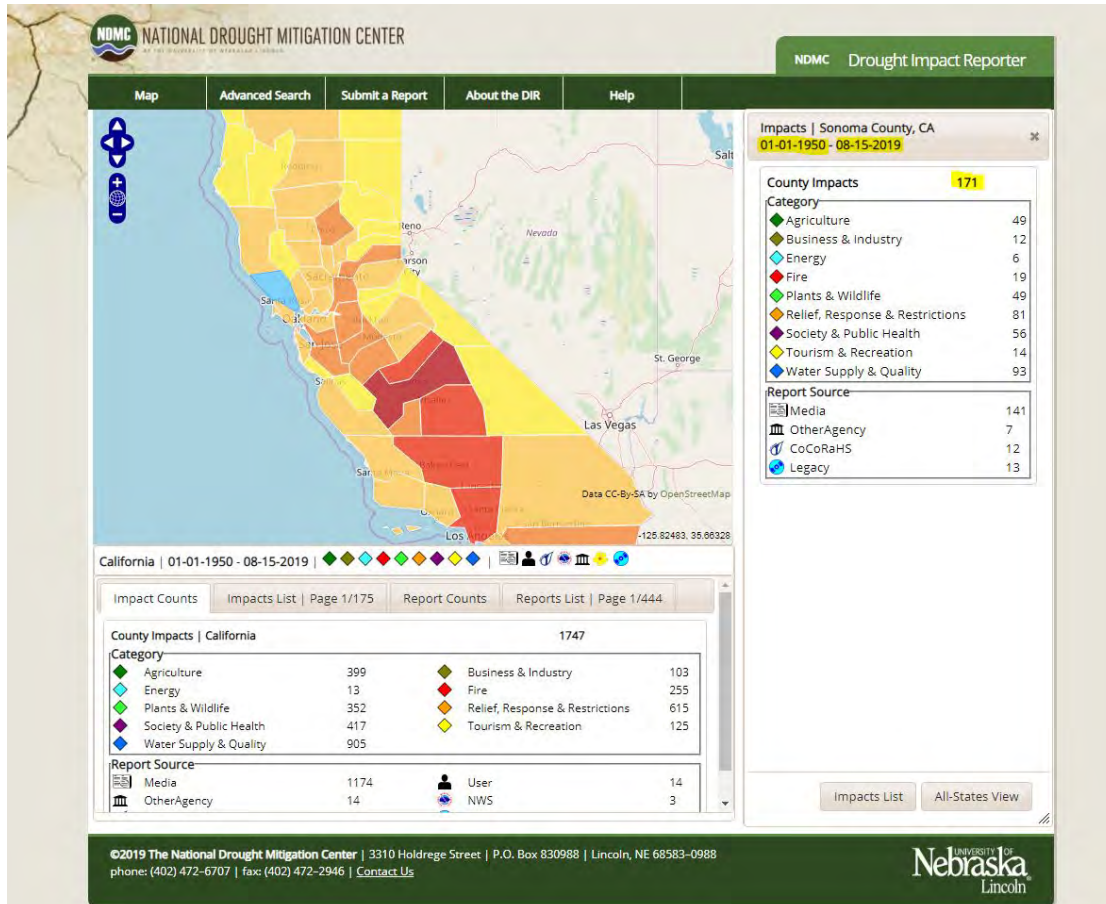 NDMC NATIONAL DROUGHT MITIGATION CENTER
NDMC Drought Impact Reporter
Map Advanced Search Submit a Report About the DIR Help
Salt
Reno
Nevada
St. George
Las Vegas
Data CC-By-SA by OpenStreetMap
-125.82483, 35.66328
Impacts | Sonoma County, CA
01-01-1950 - 08-15-2019
County Impacts 171
Category
Agriculture 49
Business & Industry 12
Energy 6
Fire 19
Plants & Wildlife 49
Relief, Response & Restrictions 81
Society & Public Health 56
Tourism & Recreation 14
Water Supply & Quality 93
Report Source
Media 141
OtherAgency 7
CoCoRaHS 12
Legacy 13
California | 01-01-1950 - 08-15-2019 |
Impact Counts Impacts List | Page 1/175 Report Counts Reports List | Page 1/444
County Impacts | California 1747
Category
Agriculture 399 Business & Industry 103
Energy 13 Fire 255
Plants & Wildlife 352 Relief, Response & Restrictions 615
Society & Public Health 417 Tourism & Recreation 125
Water Supply & Quality 905
Report Source
Media 1174 User 14
OtherAgency 14 NWS 3
Impacts List All-States View
©2019 The National Drought Mitigation Center | 3310 Holdrege Street | P.O. Box 830988 | Lincoln, NE 68583–0988
phone: (402) 472–6707 | fax: (402) 472–2946 | Contact Us
UNIVERSITY OF
Nebraska
Lincoln